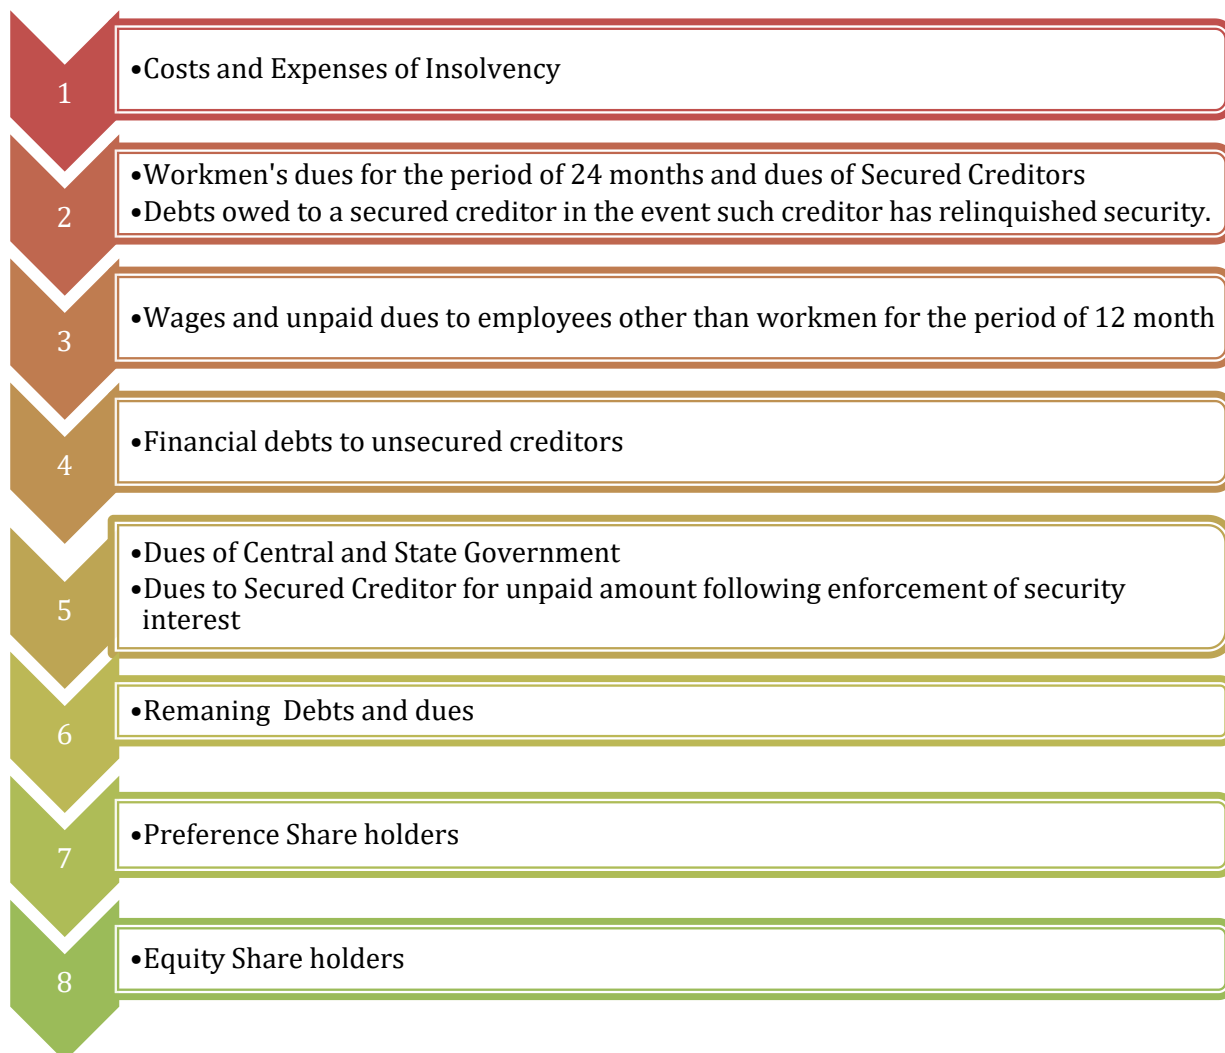 1
•Costs and Expenses of Insolvency
2
•Workmen's dues for the period of 24 months and dues of Secured Creditors
•Debts owed to a secured creditor in the event such creditor has relinquished security.
3
•Wages and unpaid dues to employees other than workmen for the period of 12 month
4
•Financial debts to unsecured creditors
5
•Dues of Central and State Government
•Dues to Secured Creditor for unpaid amount following enforcement of security
interest
6
•Remaning  Debts and dues
7
•Preference Share holders
8
•Equity Share holders